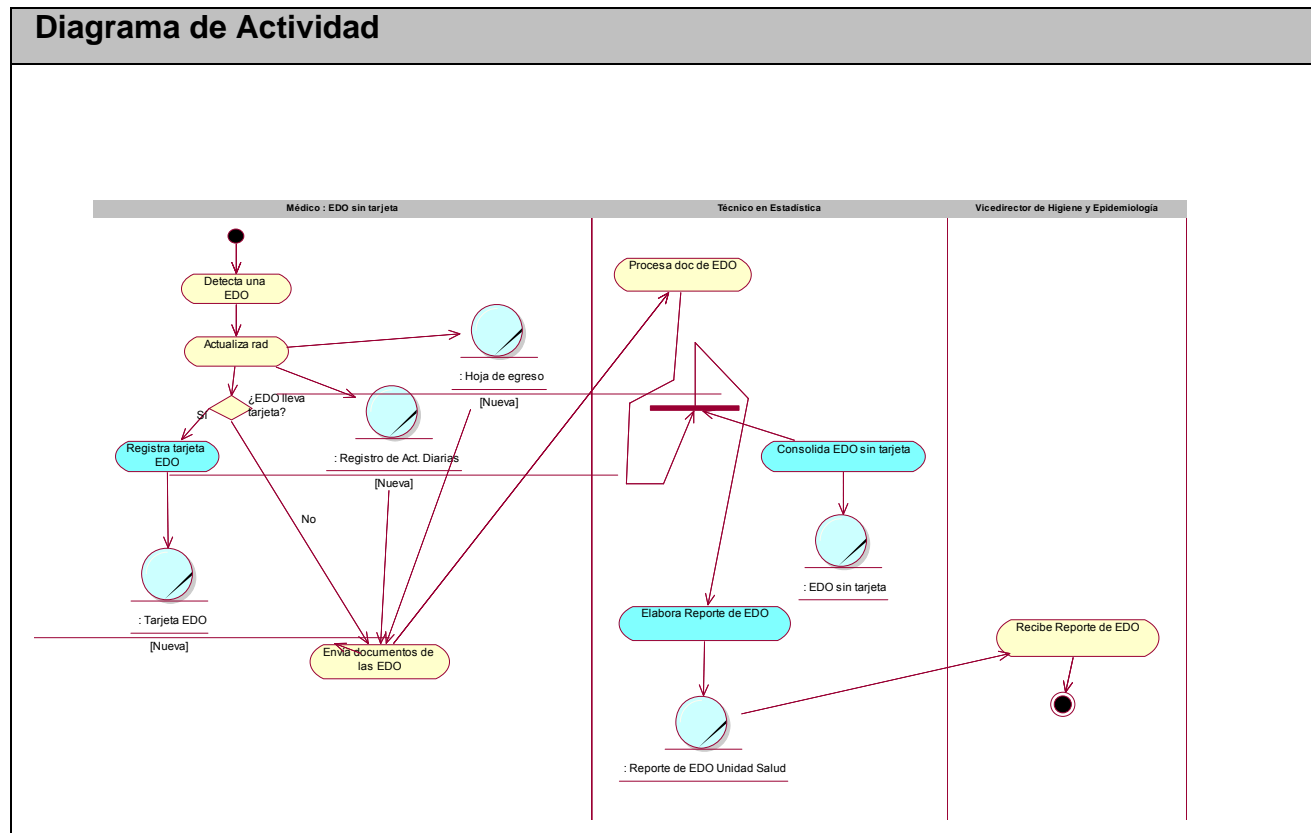 Diagrama de Actividad
Médico : EDO sin tarjeta
Técnico en Estadística
Vicedirector de Higiene y Epidemiología
Detecta una
EDO
Actualiza rad
¿EDO lleva
tarjeta?
Sí
Registra tarjeta
EDO
No
: Hoja de egreso
[Nueva]
: Registro de Act. Diarias
[Nueva]
: Tarjeta EDO
[Nueva]
Envía documentos de
las EDO
Procesa doc de EDO
Consolida EDO sin tarjeta
: EDO sin tarjeta
Elabora Reporte de EDO
: Reporte de EDO Unidad Salud
Recibe Reporte de EDO